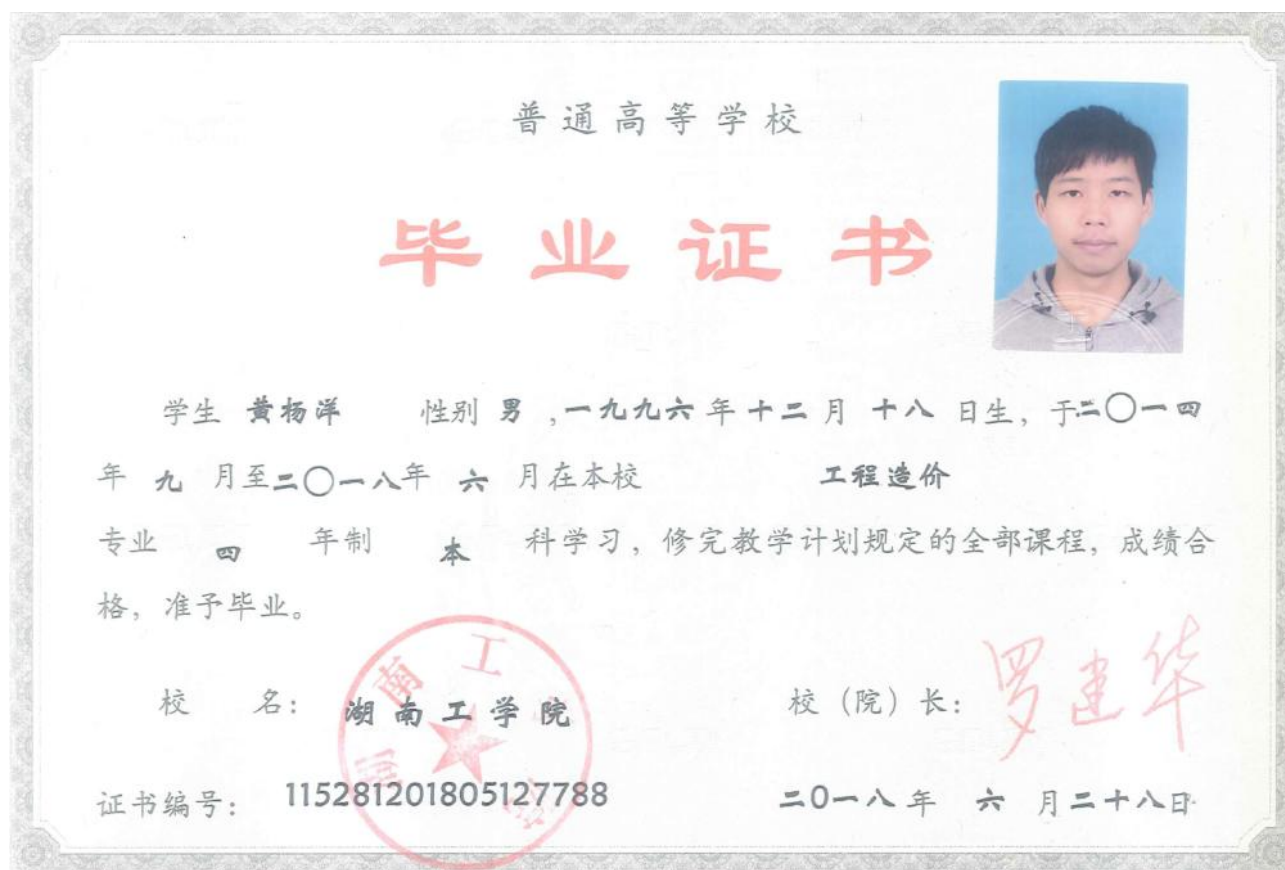 普通高等学校
毕业证书
学生 黄杨洋 性别 男 ,一九九六年十二月 十八 日生，于二〇一四
年 九 月至二〇一八年 六 月在本校 工程造价
专业 四 年制 本 科学习，修完教学计划规定的全部课程，成绩合
格，准予毕业。
校 名： 湖南工学院 校（院）长： 罗建华
证书编号： 115281201805127788 二0一八年 六 月二十八日